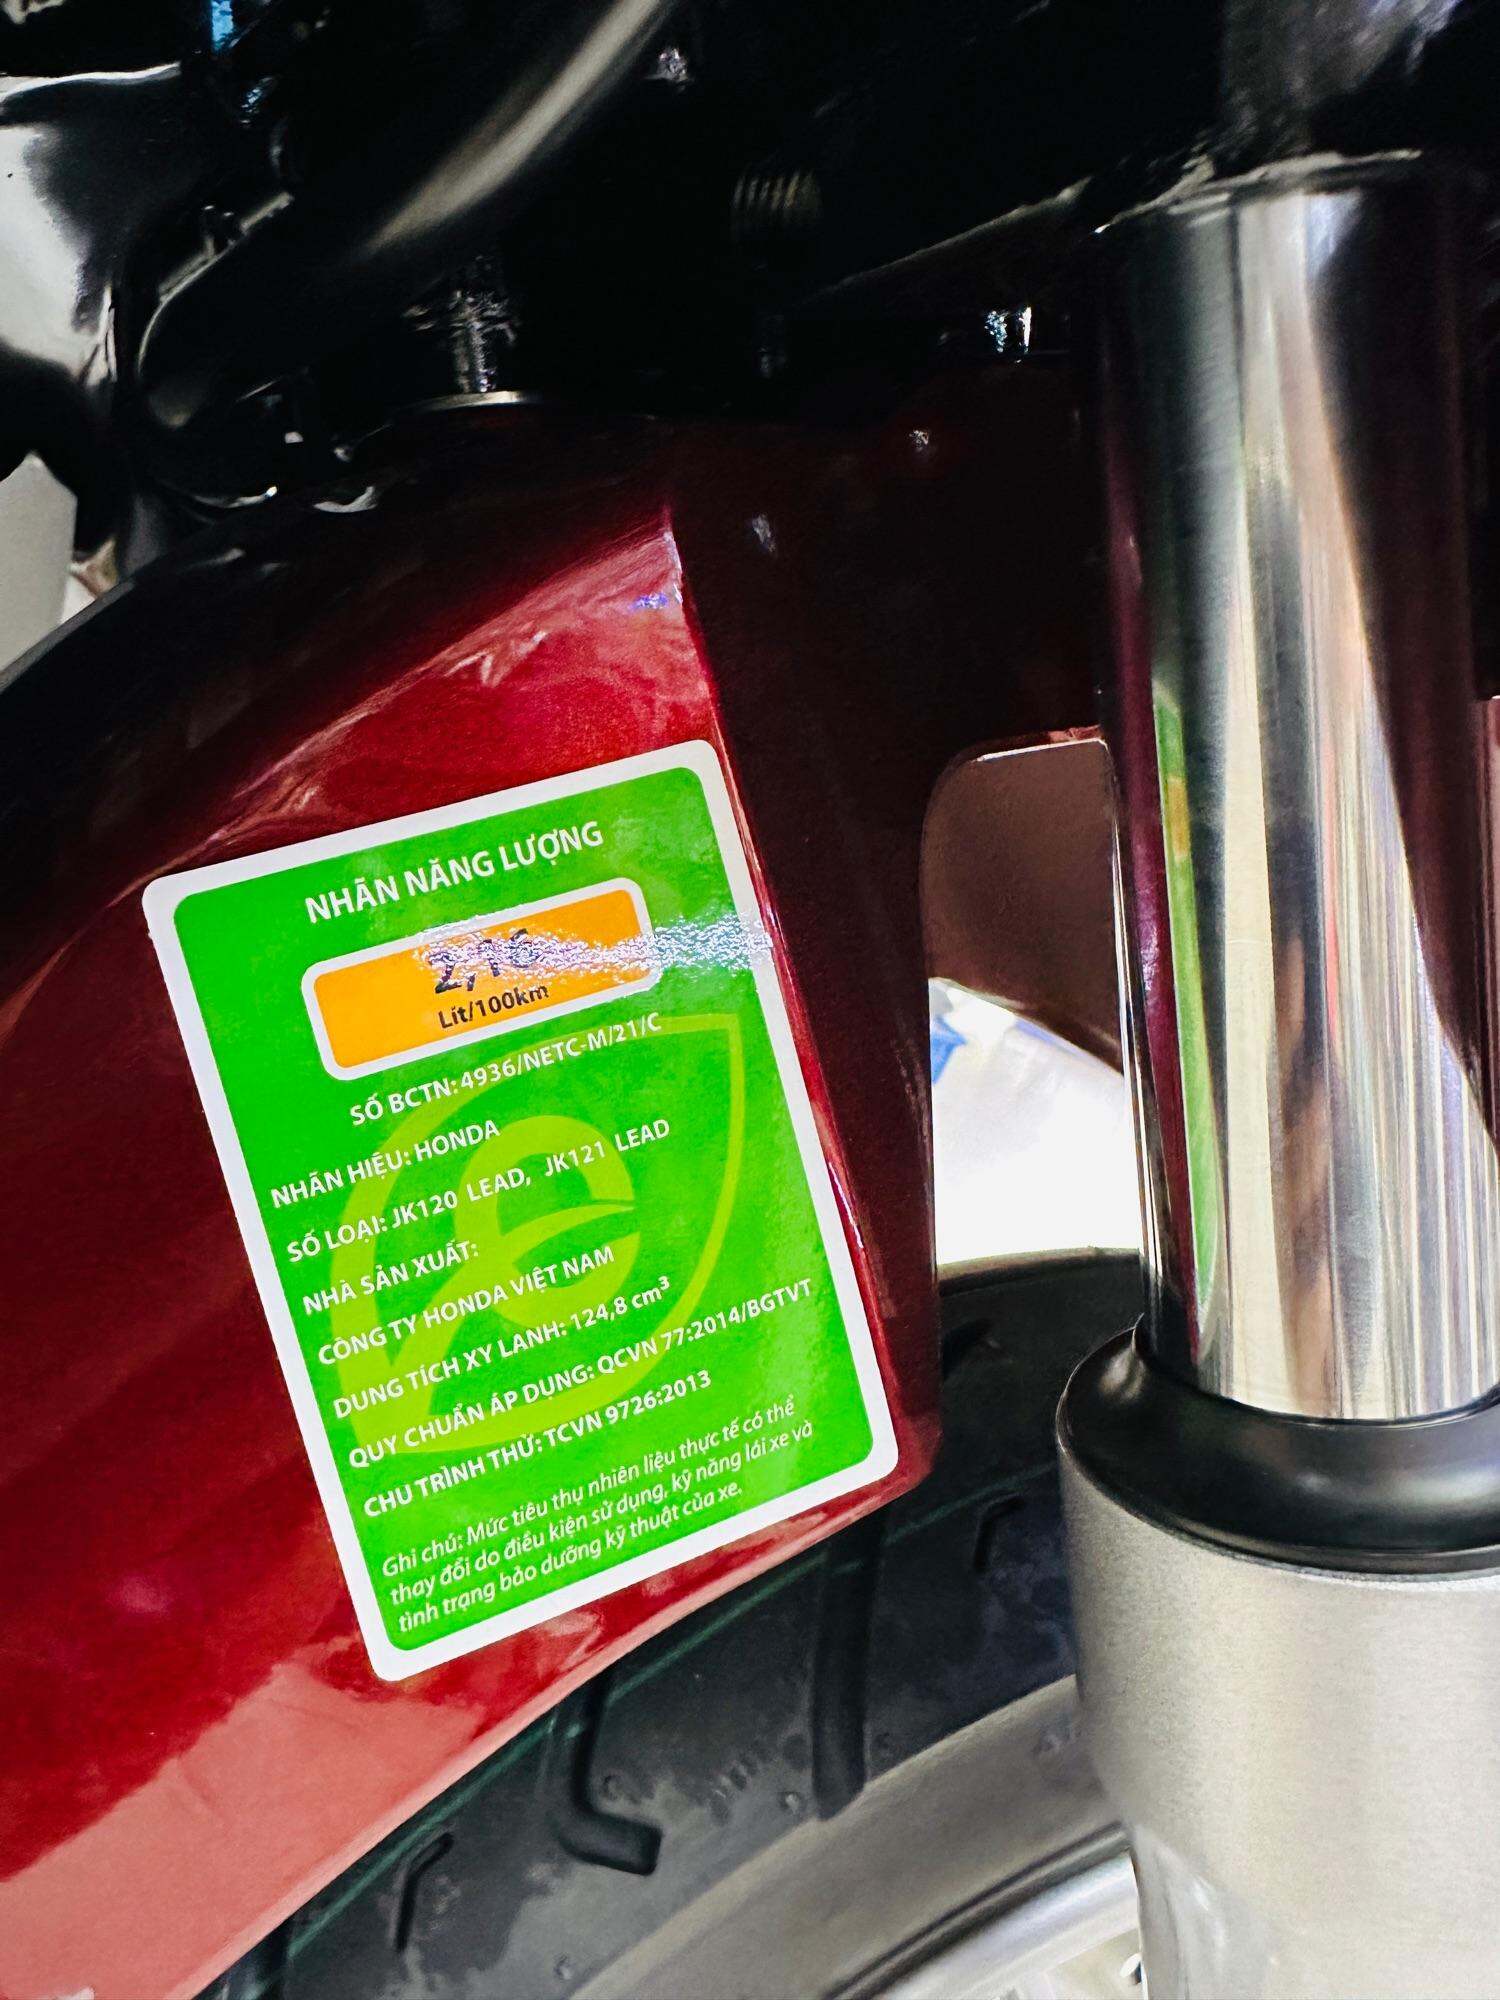 NHÃN NĂNG LƯỢNG
2,16
Lít/100km
SỐ BCTN: 4936/NETC-M/21/C
NHÃN HIỆU: HONDA
SỐ LOẠI: JK120 LEAD, JK121 LEAD
NHÀ SẢN XUẤT:
CÔNG TY HONDA VIỆT NAM
DUNG TÍCH XY LANH: 124,8 cm³
QUY CHUẨN ÁP DỤNG: QCVN 77:2014/BGTVT
CHU TRÌNH THỬ: TCVN 9726:2013
Ghi chú: Mức tiêu thụ nhiên liệu thực tế có thể
thay đổi do điều kiện sử dụng, kỹ năng lái xe và
tình trạng bảo dưỡng kỹ thuật của xe.